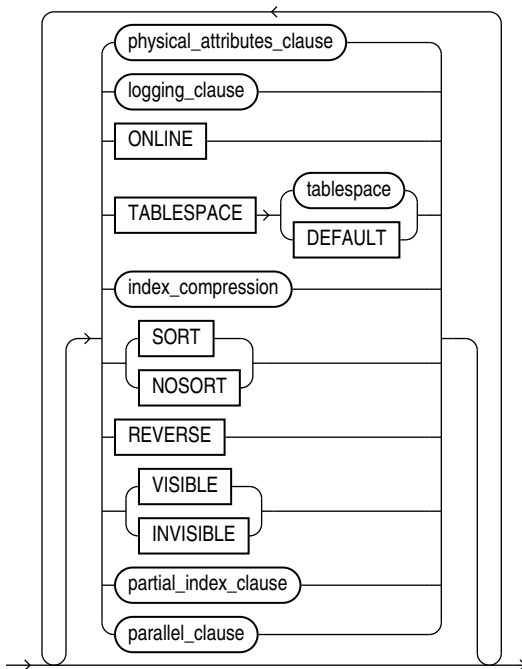 physical_attributes_clause
logging_clause
ONLINE
TABLESPACE
tablespace
DEFAULT
index_compression
SORT
NOSORT
REVERSE
VISIBLE
INVISIBLE
partial_index_clause
parallel_clause